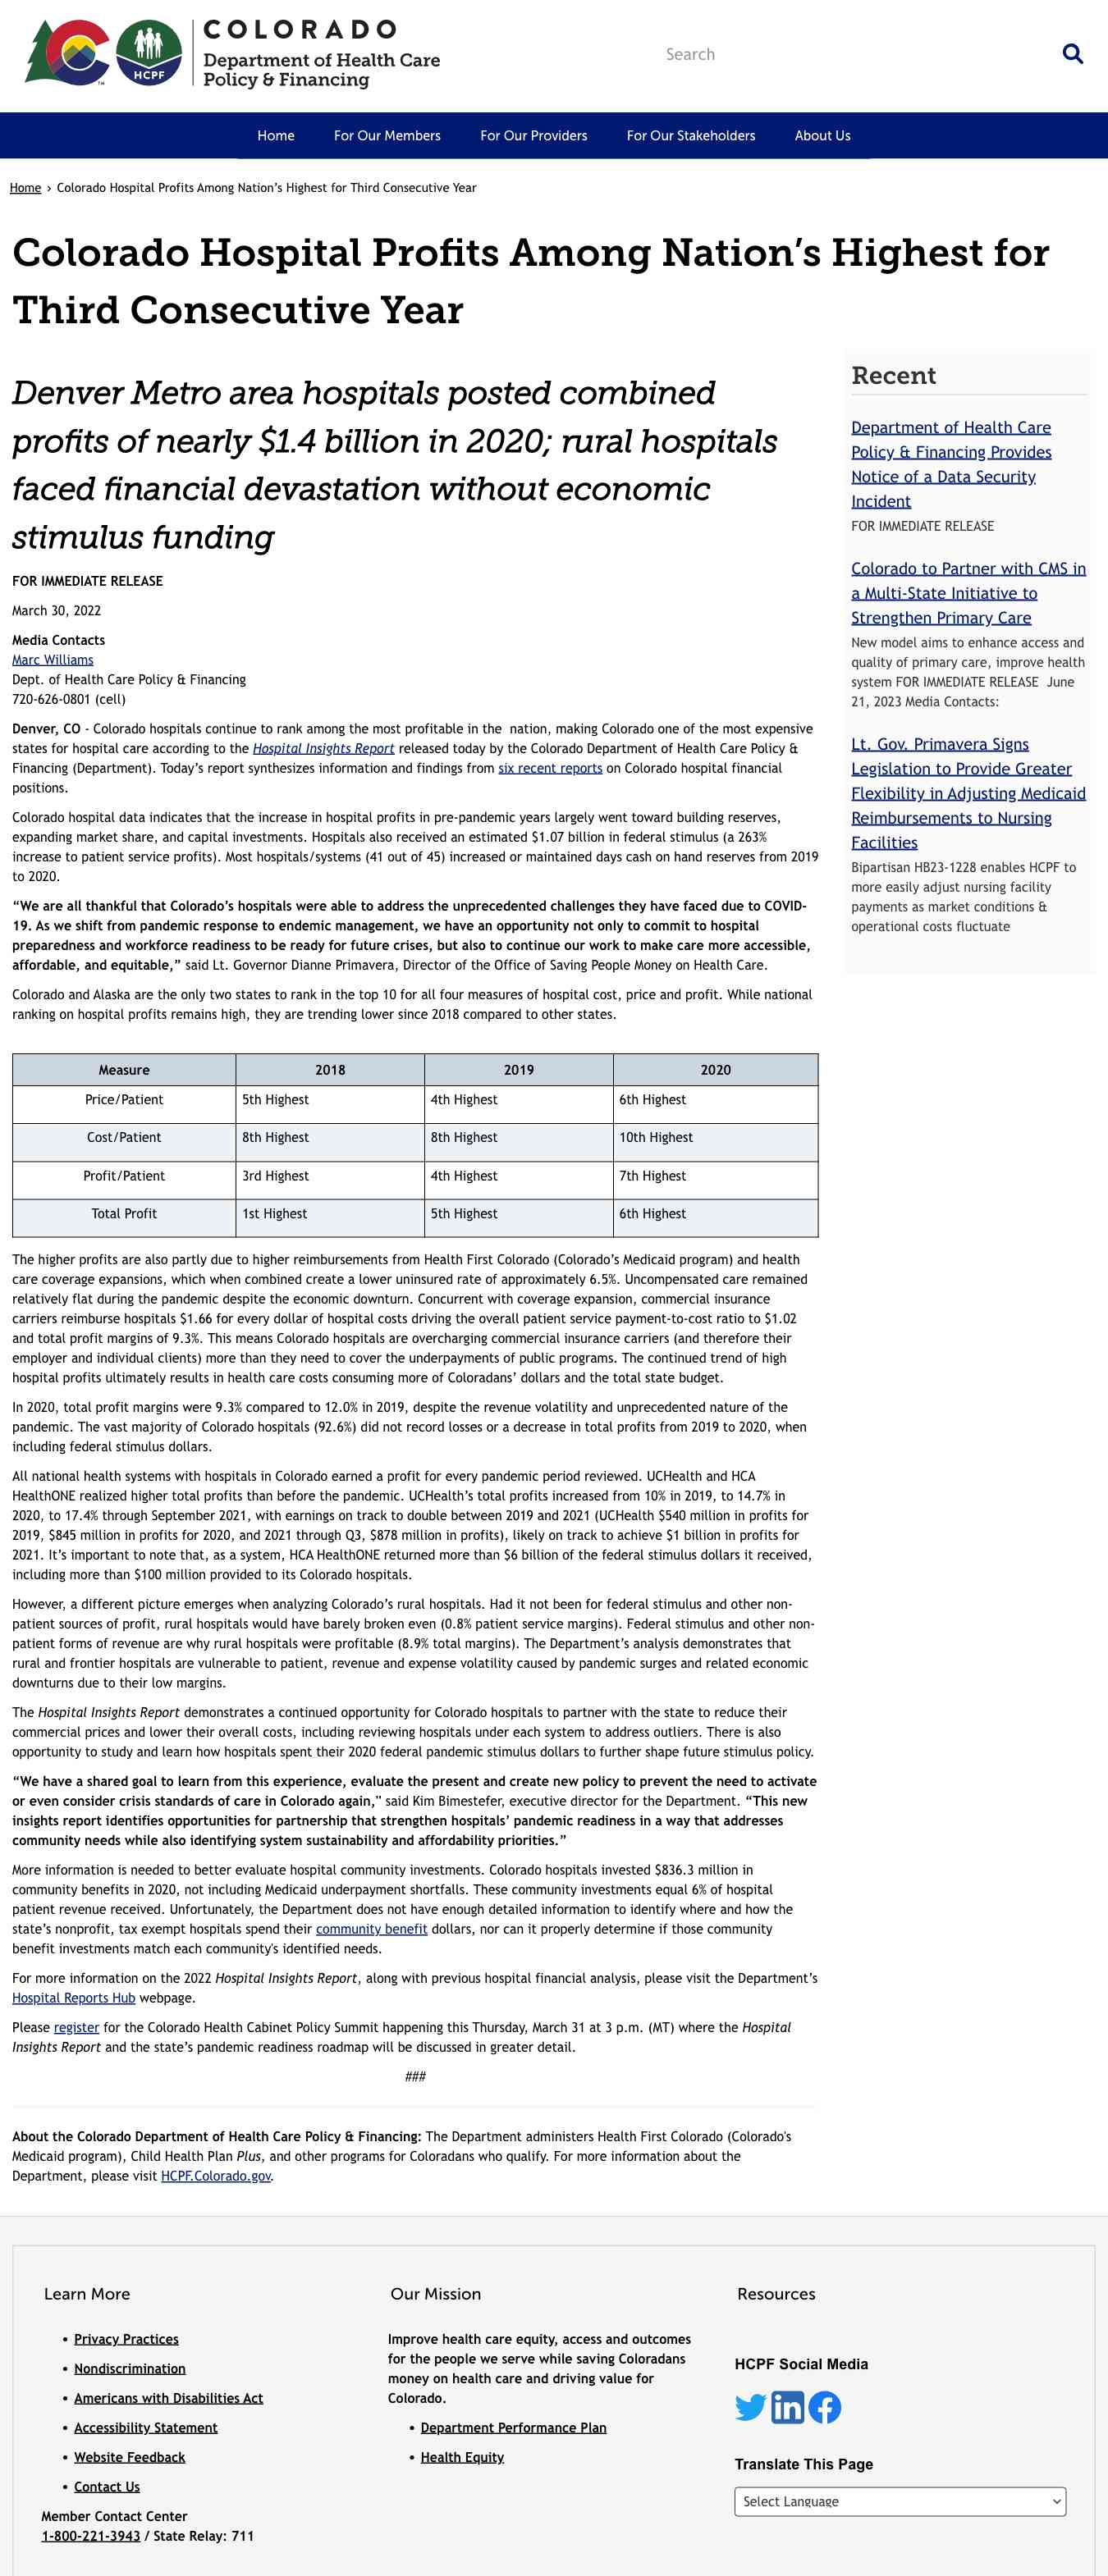 COLORADO
Department of Health Care
Policy & Financing
HCPF
TM
Search
Home
For Our Members
For Our Providers
For Our Stakeholders
About Us
Home › Colorado Hospital Profits Among Nation’s Highest for Third Consecutive Year
Colorado Hospital Profits Among Nation’s Highest for
Third Consecutive Year
Denver Metro area hospitals posted combined
profits of nearly $1.4 billion in 2020; rural hospitals
faced financial devastation without economic
stimulus funding
FOR IMMEDIATE RELEASE
March 30, 2022
Media Contacts
Marc Williams
Dept. of Health Care Policy & Financing
720-626-0801 (cell)
Denver, CO - Colorado hospitals continue to rank among the most profitable in the  nation, making Colorado one of the most expensive
states for hospital care according to the Hospital Insights Report released today by the Colorado Department of Health Care Policy &
Financing (Department). Today’s report synthesizes information and findings from six recent reports on Colorado hospital financial
positions.
Colorado hospital data indicates that the increase in hospital profits in pre-pandemic years largely went toward building reserves,
expanding market share, and capital investments. Hospitals also received an estimated $1.07 billion in federal stimulus (a 263%
increase to patient service profits). Most hospitals/systems (41 out of 45) increased or maintained days cash on hand reserves from 2019
to 2020.
“We are all thankful that Colorado’s hospitals were able to address the unprecedented challenges they have faced due to COVID-
19. As we shift from pandemic response to endemic management, we have an opportunity not only to commit to hospital
preparedness and workforce readiness to be ready for future crises, but also to continue our work to make care more accessible,
affordable, and equitable,” said Lt. Governor Dianne Primavera, Director of the Office of Saving People Money on Health Care.
Colorado and Alaska are the only two states to rank in the top 10 for all four measures of hospital cost, price and profit. While national
ranking on hospital profits remains high, they are trending lower since 2018 compared to other states.
Measure 2018 2019 2020
Price/Patient 5th Highest 4th Highest 6th Highest
Cost/Patient 8th Highest 8th Highest 10th Highest
Profit/Patient 3rd Highest 4th Highest 7th Highest
Total Profit 1st Highest 5th Highest 6th Highest
The higher profits are also partly due to higher reimbursements from Health First Colorado (Colorado’s Medicaid program) and health
care coverage expansions, which when combined create a lower uninsured rate of approximately 6.5%. Uncompensated care remained
relatively flat during the pandemic despite the economic downturn. Concurrent with coverage expansion, commercial insurance
carriers reimburse hospitals $1.66 for every dollar of hospital costs driving the overall patient service payment-to-cost ratio to $1.02
and total profit margins of 9.3%. This means Colorado hospitals are overcharging commercial insurance carriers (and therefore their
employer and individual clients) more than they need to cover the underpayments of public programs. The continued trend of high
hospital profits ultimately results in health care costs consuming more of Coloradans’ dollars and the total state budget.
In 2020, total profit margins were 9.3% compared to 12.0% in 2019, despite the revenue volatility and unprecedented nature of the
pandemic. The vast majority of Colorado hospitals (92.6%) did not record losses or a decrease in total profits from 2019 to 2020, when
including federal stimulus dollars.
All national health systems with hospitals in Colorado earned a profit for every pandemic period reviewed. UCHealth and HCA
HealthONE realized higher total profits than before the pandemic. UCHealth’s total profits increased from 10% in 2019, to 14.7% in
2020, to 17.4% through September 2021, with earnings on track to double between 2019 and 2021 (UCHealth $540 million in profits for
2019, $845 million in profits for 2020, and 2021 through Q3, $878 million in profits), likely on track to achieve $1 billion in profits for
2021. It’s important to note that, as a system, HCA HealthONE returned more than $6 billion of the federal stimulus dollars it received,
including more than $100 million provided to its Colorado hospitals.
However, a different picture emerges when analyzing Colorado’s rural hospitals. Had it not been for federal stimulus and other non-
patient sources of profit, rural hospitals would have barely broken even (0.8% patient service margins). Federal stimulus and other non-
patient forms of revenue are why rural hospitals were profitable (8.9% total margins). The Department’s analysis demonstrates that
rural and frontier hospitals are vulnerable to patient, revenue and expense volatility caused by pandemic surges and related economic
downturns due to their low margins.
The Hospital Insights Report demonstrates a continued opportunity for Colorado hospitals to partner with the state to reduce their
commercial prices and lower their overall costs, including reviewing hospitals under each system to address outliers. There is also
opportunity to study and learn how hospitals spent their 2020 federal pandemic stimulus dollars to further shape future stimulus policy.
“We have a shared goal to learn from this experience, evaluate the present and create new policy to prevent the need to activate
or even consider crisis standards of care in Colorado again," said Kim Bimestefer, executive director for the Department. “This new
insights report identifies opportunities for partnership that strengthen hospitals’ pandemic readiness in a way that addresses
community needs while also identifying system sustainability and affordability priorities.”
More information is needed to better evaluate hospital community investments. Colorado hospitals invested $836.3 million in
community benefits in 2020, not including Medicaid underpayment shortfalls. These community investments equal 6% of hospital
patient revenue received. Unfortunately, the Department does not have enough detailed information to identify where and how the
state’s nonprofit, tax exempt hospitals spend their community benefit dollars, nor can it properly determine if those community
benefit investments match each community's identified needs.
For more information on the 2022 Hospital Insights Report, along with previous hospital financial analysis, please visit the Department’s
Hospital Reports Hub webpage.
Please register for the Colorado Health Cabinet Policy Summit happening this Thursday, March 31 at 3 p.m. (MT) where the Hospital
Insights Report and the state’s pandemic readiness roadmap will be discussed in greater detail.
###
About the Colorado Department of Health Care Policy & Financing: The Department administers Health First Colorado (Colorado's
Medicaid program), Child Health Plan Plus, and other programs for Coloradans who qualify. For more information about the
Department, please visit HCPF.Colorado.gov.
Recent
Department of Health Care
Policy & Financing Provides
Notice of a Data Security
Incident
FOR IMMEDIATE RELEASE
Colorado to Partner with CMS in
a Multi-State Initiative to
Strengthen Primary Care
New model aims to enhance access and
quality of primary care, improve health
system FOR IMMEDIATE RELEASE  June
21, 2023 Media Contacts:
Lt. Gov. Primavera Signs
Legislation to Provide Greater
Flexibility in Adjusting Medicaid
Reimbursements to Nursing
Facilities
Bipartisan HB23-1228 enables HCPF to
more easily adjust nursing facility
payments as market conditions &
operational costs fluctuate
Learn More
• Privacy Practices
• Nondiscrimination
• Americans with Disabilities Act
• Accessibility Statement
• Website Feedback
• Contact Us
Member Contact Center
1-800-221-3943 / State Relay: 711
Our Mission
Improve health care equity, access and outcomes
for the people we serve while saving Coloradans
money on health care and driving value for
Colorado.
• Department Performance Plan
• Health Equity
Resources
HCPF Social Media
in
Translate This Page
Select Language